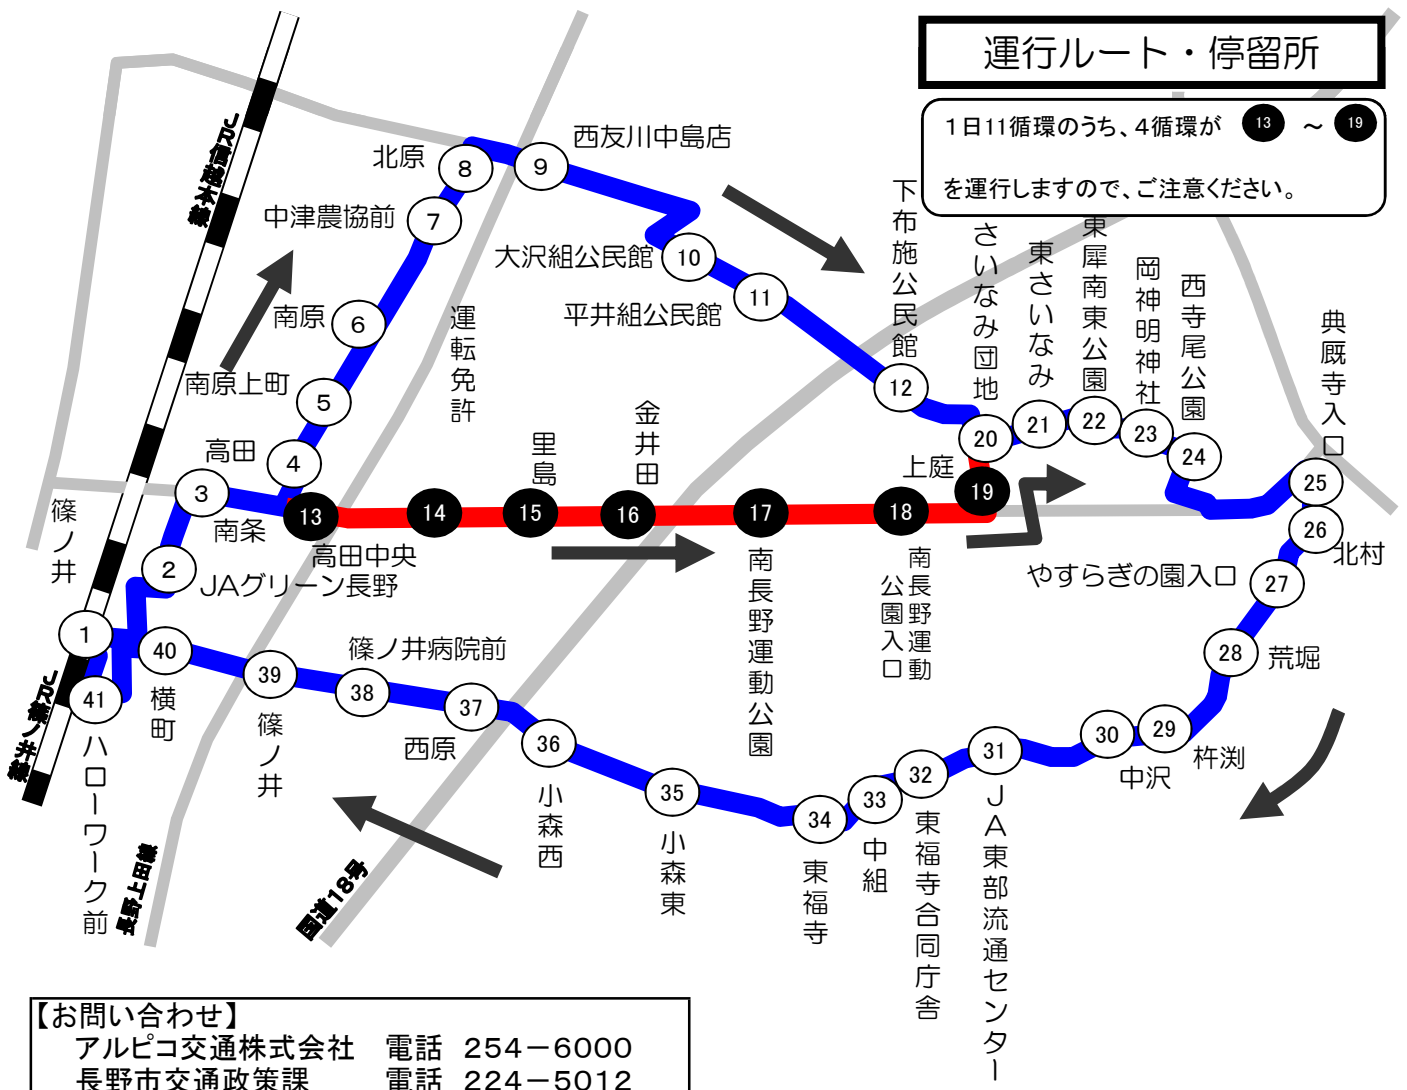 運行ルート・停留所
1日11循環のうち、4循環が 13 ～ 19
を運行しますので、ご注意ください。
JR信越本線
北原
8
9
西友川中島店
中津農協前
7
大沢組公民館
10
平井組公民館
11
下布施公民館
12
さいなみ団地
20
東さいなみ
21
東犀南東公園
22
岡神明神社
23
西寺尾公園
24
典厩寺入口
25
26
北村
やすらぎの園入口
27
28
荒堀
南原
6
南原上町
5
高田
4
運転免許
3
南条
13
高田中央
14
里島
15
金井田
16
17
南長野運動公園
18
南長野運動
公園入口
上庭
19
篠ノ井
2
JAグリーン長野
1
40
横町
41
ハローワーク前
JR篠ノ井線
39
篠ノ井
38
篠ノ井病院前
37
西原
36
小森西
35
小森東
34
東福寺
33
中組
32
東福寺合同庁舎
31
JA東部流通センター
30
中沢
29
杵渕
長野上田線
国道18号
【お問い合わせ】
アルピコ交通株式会社 電話 254－6000
長野市交通政策課 電話 224－5012